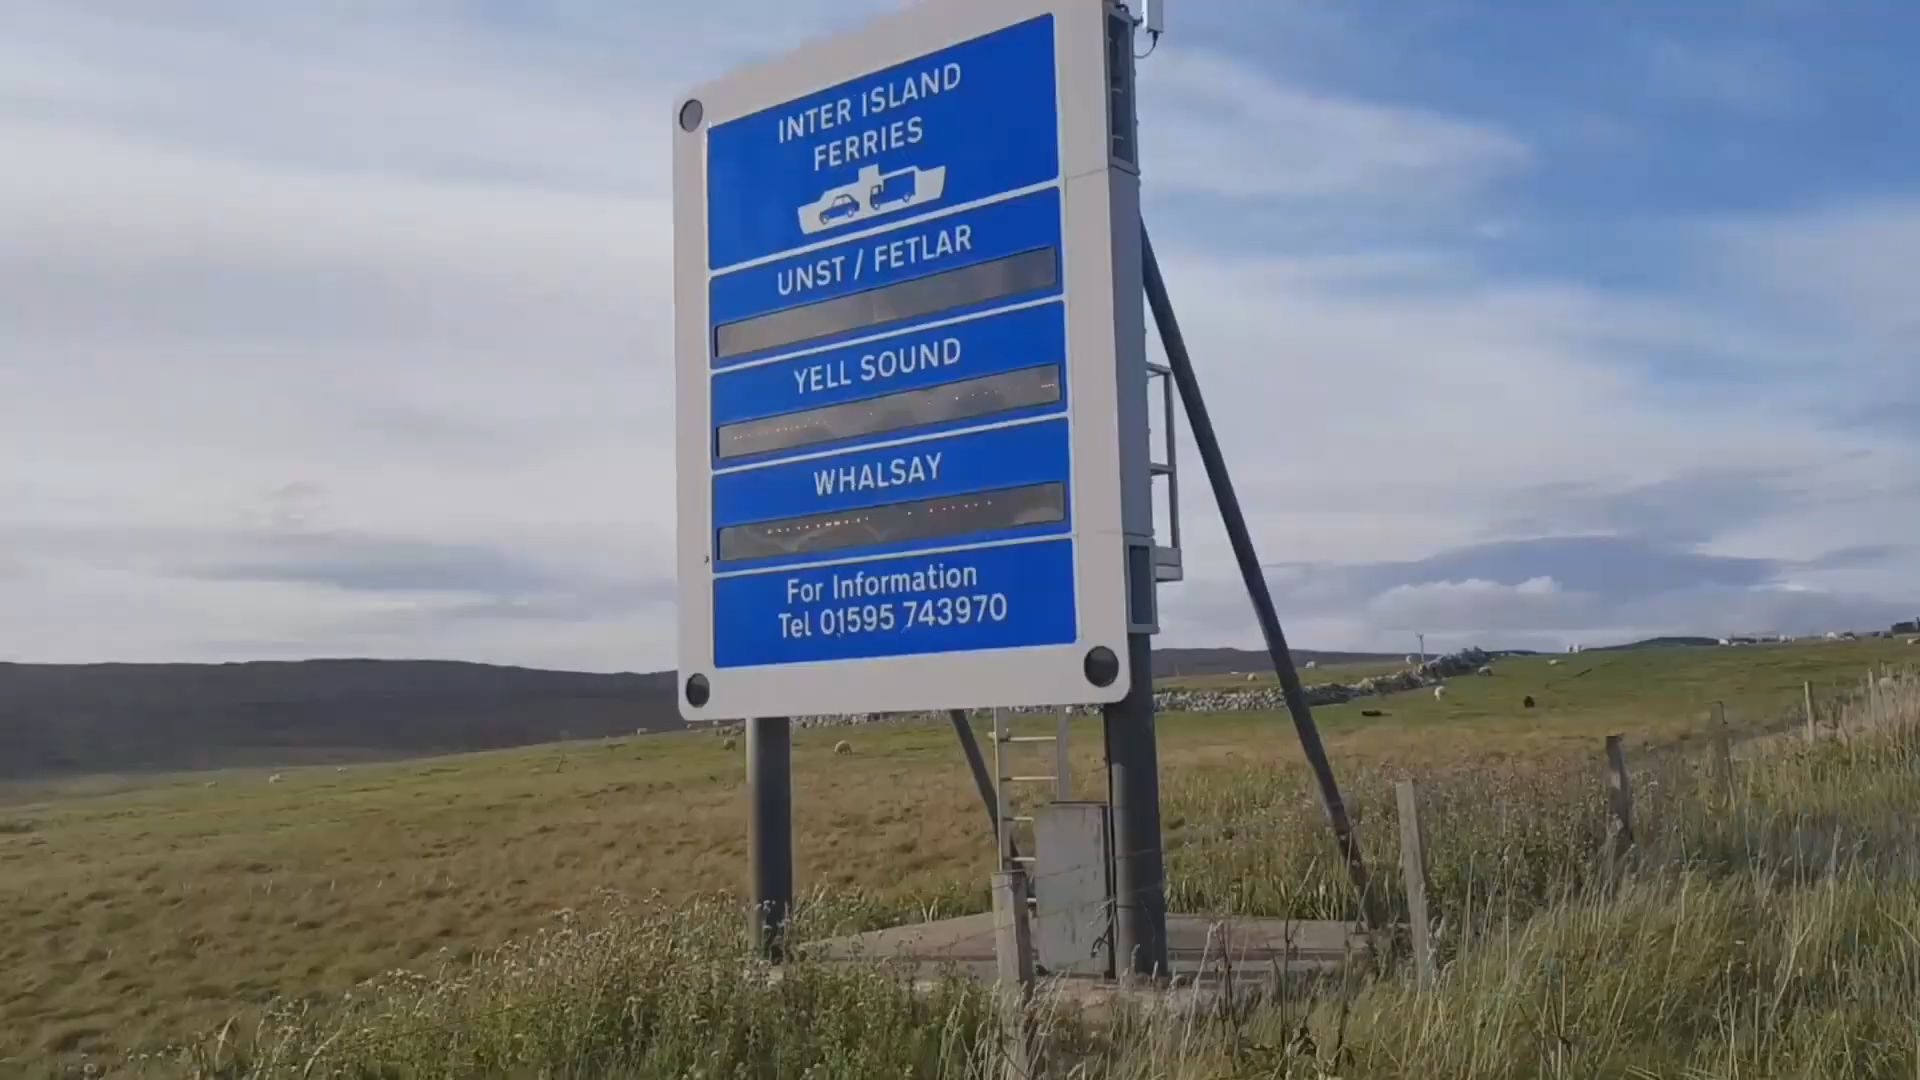 INTER ISLAND
FERRIES
UNST / FETLAR
YELL SOUND
WHALSAY
For Information
Tel 01595 743970